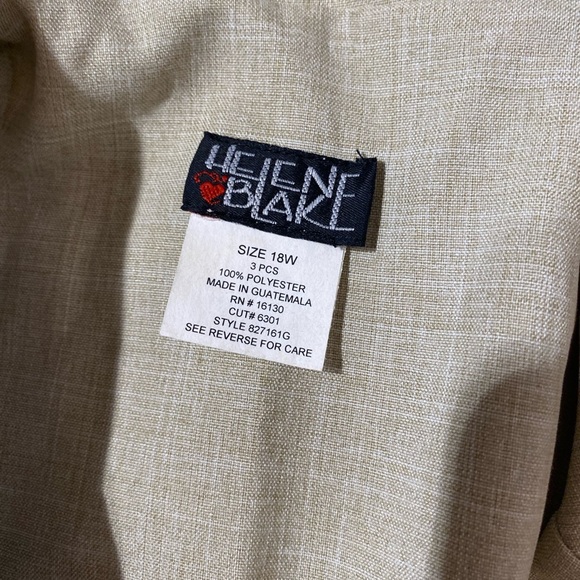 HELENE
BLAKE
SIZE 18W
3 PCS
100% POLYESTER
MADE IN GUATEMALA
RN # 16130
CUT# 6301
STYLE 827161G
SEE REVERSE FOR CARE